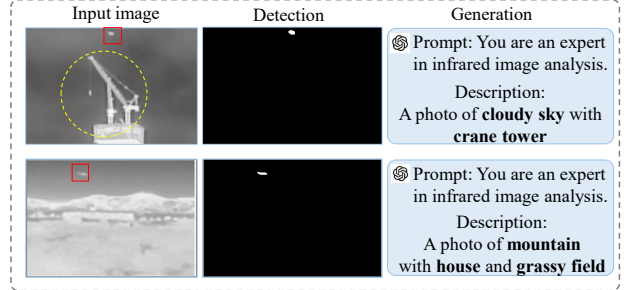 Input image
Detection
Generation
Prompt: You are an expert
in infrared image analysis.
Description:
A photo of cloudy sky with
crane tower
Prompt: You are an expert
in infrared image analysis.
Description:
A photo of mountain
with house and grassy field